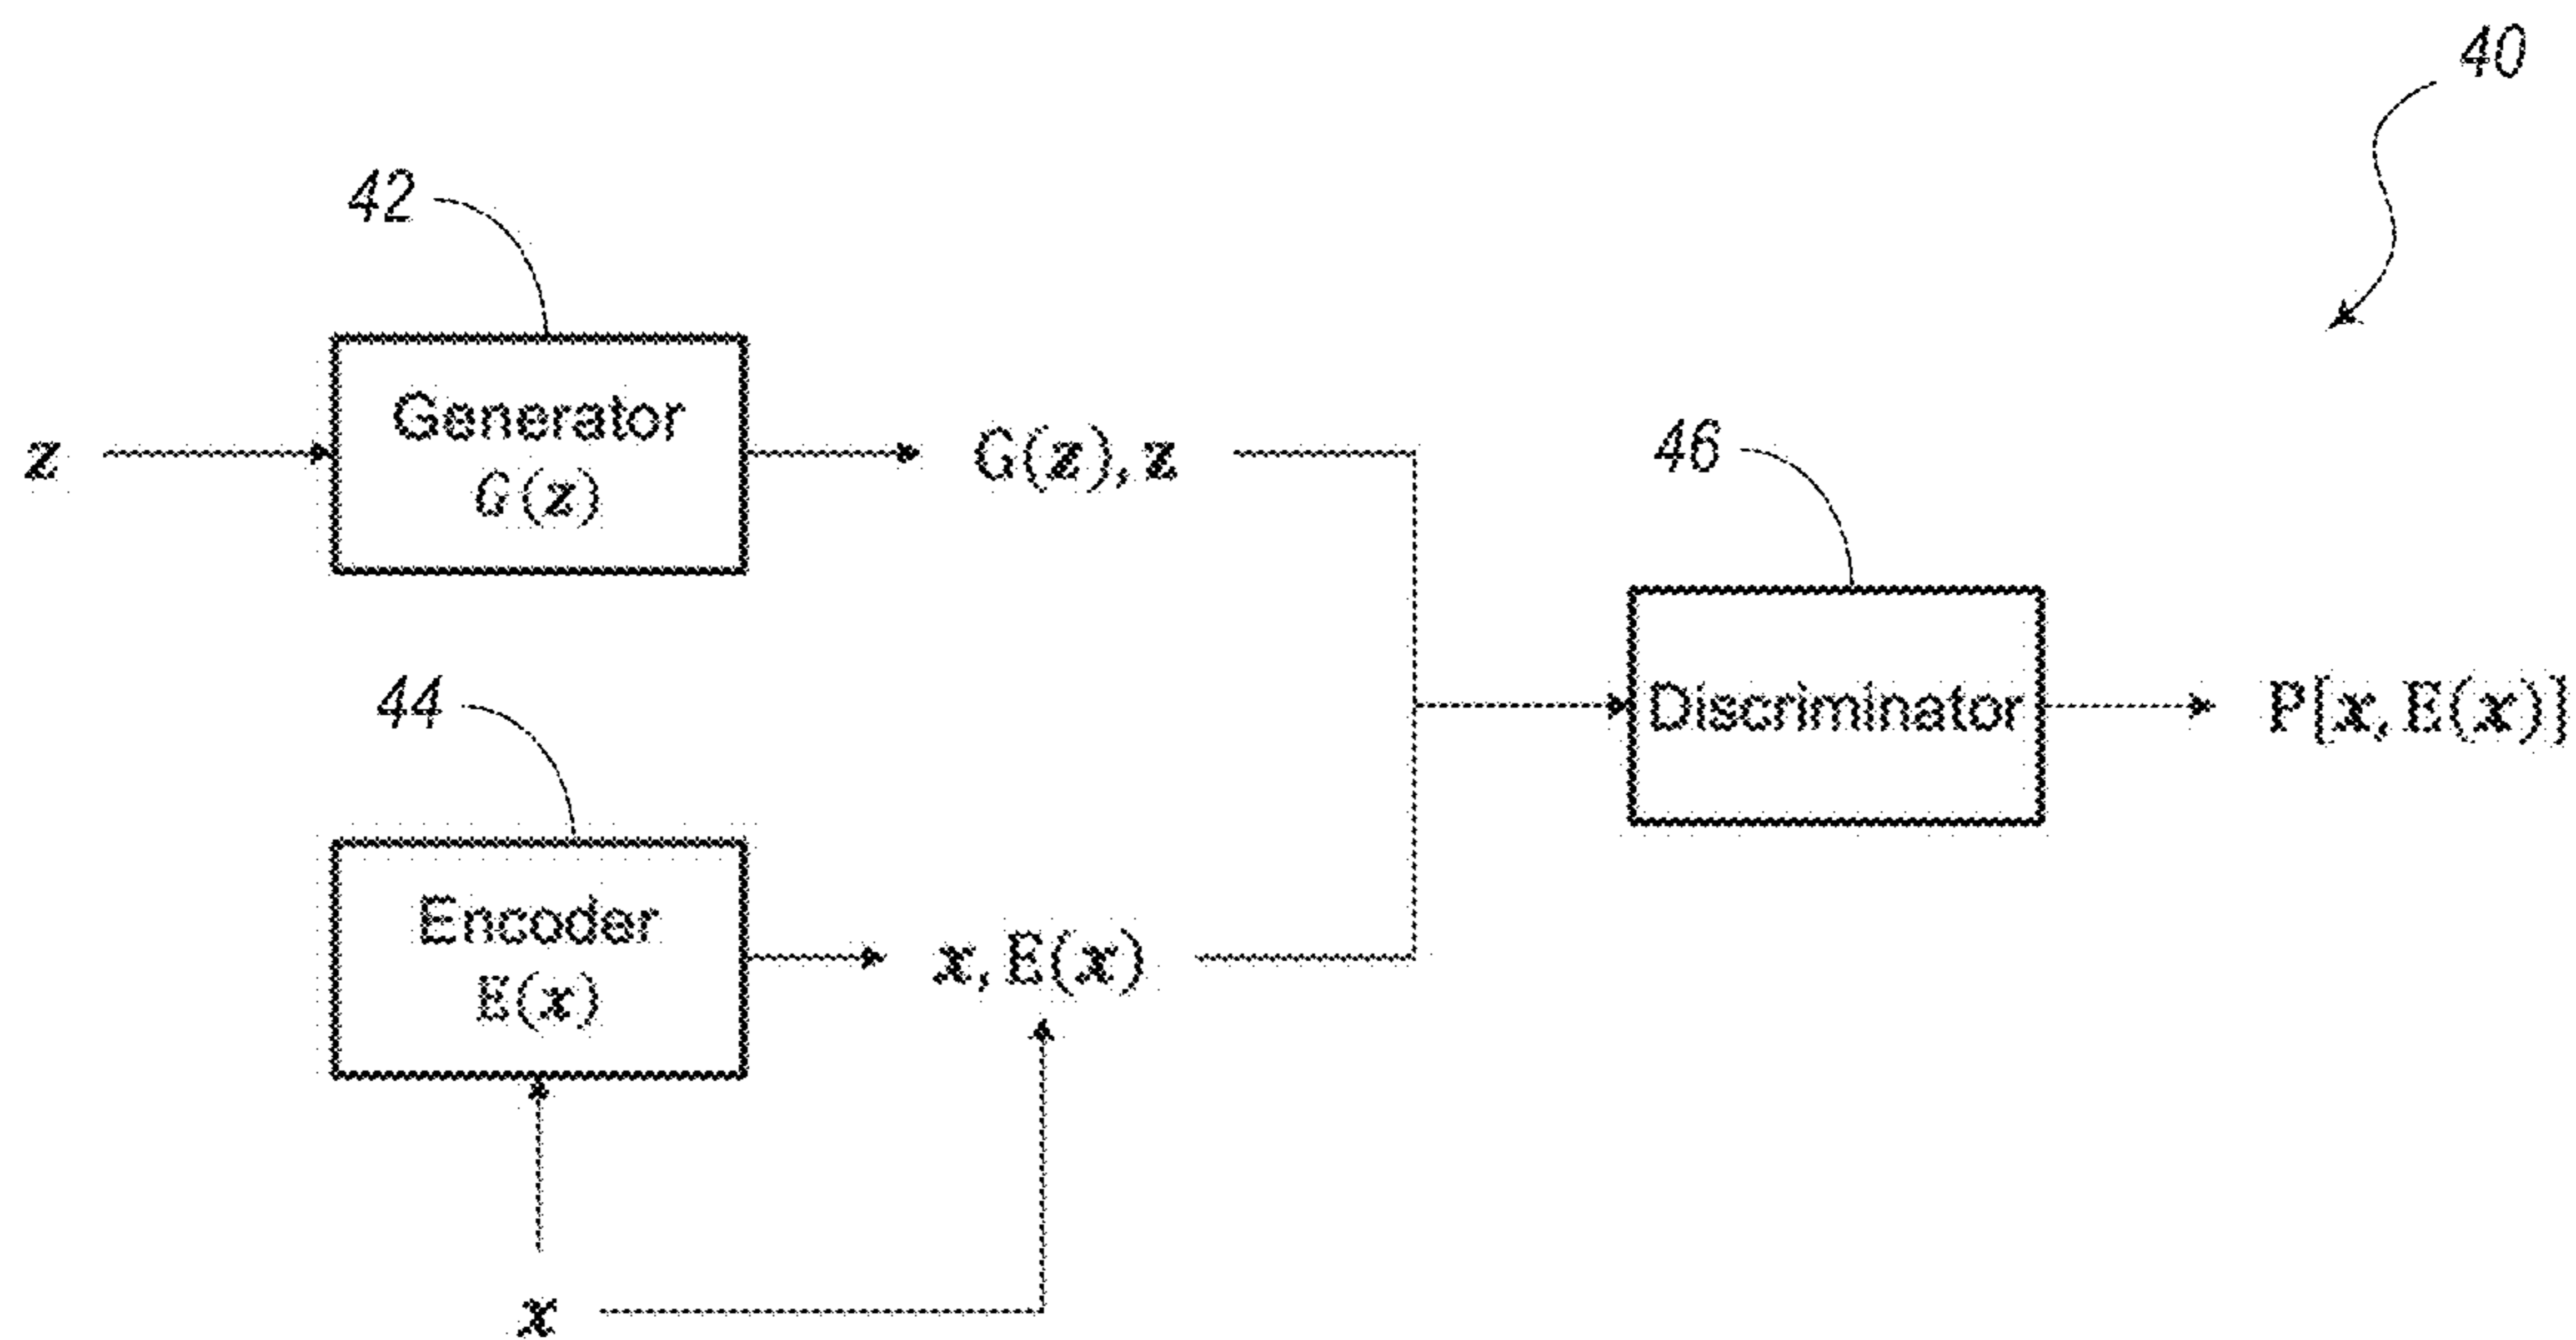 40
42
Generator
G(z)
z
G(z), z
46
Discriminator
P[x, E(x)]
44
Encoder
E(x)
x, E(x)
x